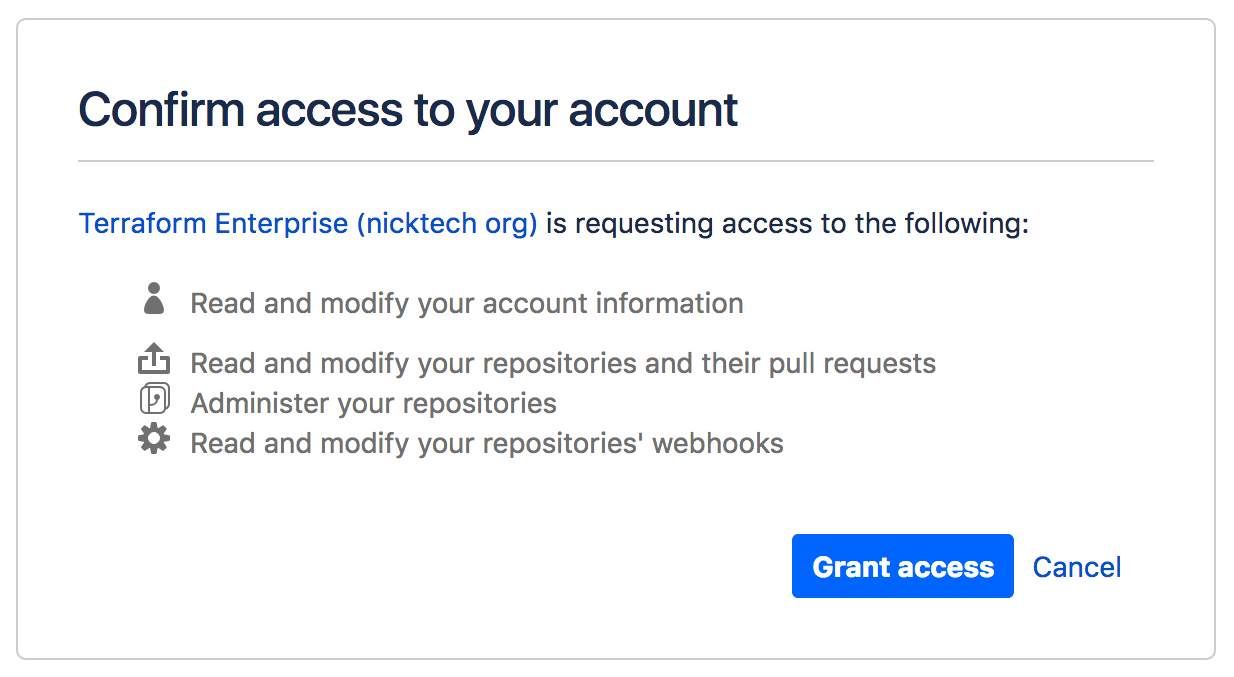 Confirm access to your account
Terraform Enterprise (nicktech org) is requesting access to the following:
Read and modify your account information
Read and modify your repositories and their pull requests
Administer your repositories
Read and modify your repositories' webhooks
Grant access Cancel